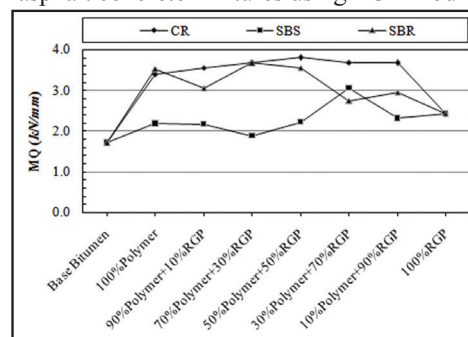 CR SBS SBR
4.0
3.0
2.0
1.0
0.0
MQ (kN/mm)
Base Bitumen
100%Polymer
90%Polymer+10%RGP
70%Polymer+30%RGP
50%Polymer+50%RGP
30%Polymer+70%RGP
10%Polymer+90%RGP
100%RGP